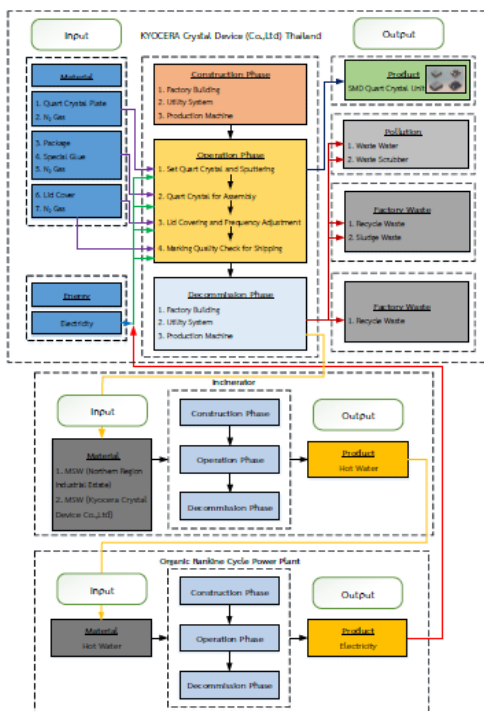 KYOCERA Crystal Device (Co.,Ltd) Thailand
Input
Output
Material
1. Quart Crystal Plate
2. N₂ Gas
3. Package
4. Special Glue
5. N₂ Gas
6. Lid Cover
7. N₂ Gas
Energy
Electricity
Construction Phase
1. Factory Building
2. Utility System
3. Production Machine
Operation Phase
1. Set Quart Crystal and Sputtering
2. Quart Crystal for Assembly
3. Lid Covering and Frequency Adjustment
4. Marking Quality Check for Shipping
Decommission Phase
1. Factory Building
2. Utility System
3. Production Machine
Product
SMD Quart Crystal Unit
Pollution
1. Waste Water
2. Waste Scrubber
Factory Waste
1. Recycle Waste
2. Sludge Waste
Factory Waste
1. Recycle Waste
Incinerator
Input
Output
Material
1. MSW (Northern Region
Industrial Estate)
2. MSW (Kyocera Crystal
Device Co.,Ltd)
Construction Phase
Operation Phase
Decommission Phase
Product
Hot Water
Organic Rankine Cycle Power Plant
Input
Output
Material
Hot Water
Construction Phase
Operation Phase
Decommission Phase
Product
Electricity